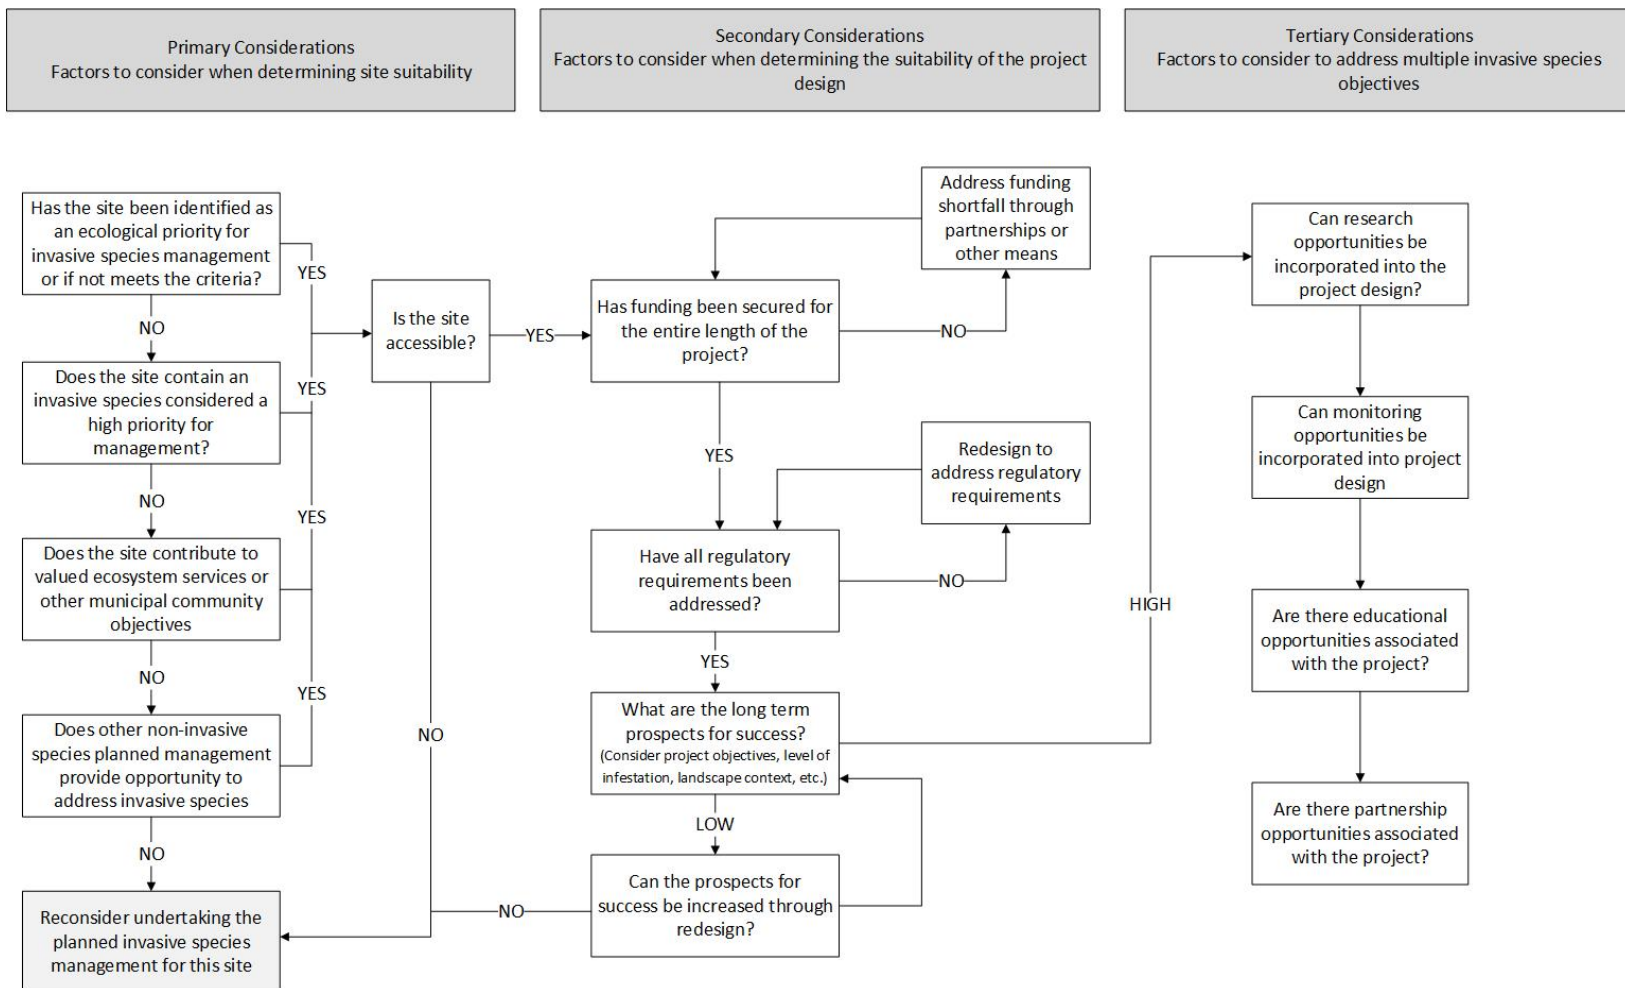 Primary Considerations
Factors to consider when determining site suitability
Secondary Considerations
Factors to consider when determining the suitability of the project
design
Tertiary Considerations
Factors to consider to address multiple invasive species
objectives
Has the site been identified as
an ecological priority for
invasive species management
or if not meets the criteria?
YES
NO
Does the site contain an
invasive species considered a
high priority for
management?
YES
NO
Does the site contribute to
valued ecosystem services or
other municipal community
objectives
YES
NO
Does other non-invasive
species planned management
provide opportunity to
address invasive species
YES
NO
Reconsider undertaking the
planned invasive species
management for this site
Is the site
accessible?
YES
NO
Address funding
shortfall through
partnerships or
other means
Has funding been secured for
the entire length of the
project?
NO
YES
Redesign to
address regulatory
requirements
Have all regulatory
requirements been
addressed?
NO
YES
What are the long term
prospects for success?
(Consider project objectives, level of
infestation, landscape context, etc.)
HIGH
LOW
Can the prospects for
success be increased through
redesign?
NO
Can research
opportunities be
incorporated into the
project design?
Can monitoring
opportunities be
incorporated into project
design
Are there educational
opportunities associated
with the project?
Are there partnership
opportunities associated
with the project?